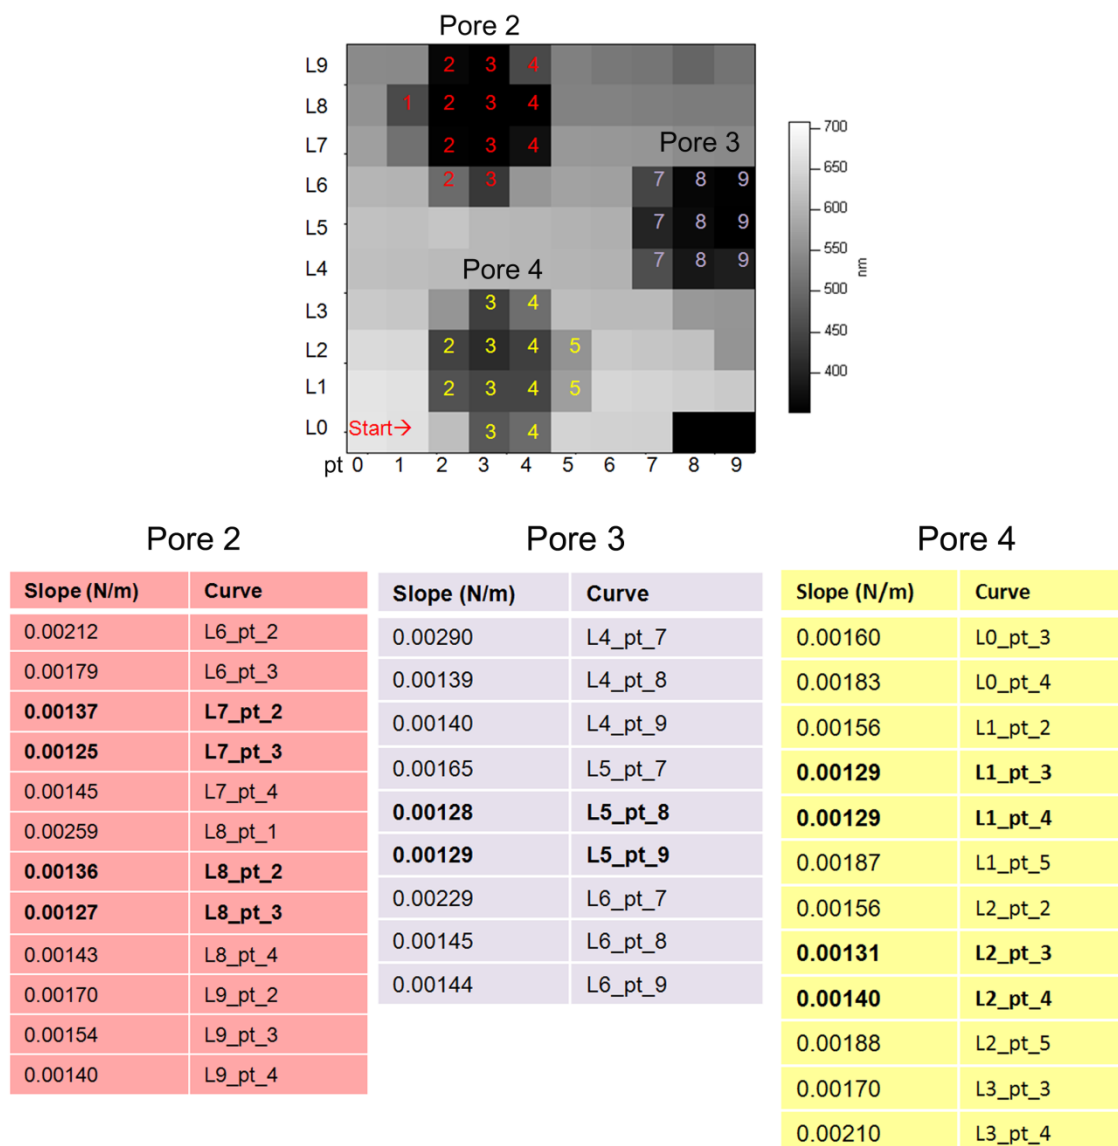 Pore 2
L9 2 3 4
L8 1 2 3 4
L7 2 3 4
Pore 3
L6 2 3 7 8 9
L5 7 8 9
L4 7 8 9
Pore 4
L3 3 4
L2 2 3 4 5
L1 2 3 4 5
L0 Start→ 3 4
pt 0 1 2 3 4 5 6 7 8 9
700
650
600
550
500
450
400
nm
Pore 2
Slope (N/m) Curve
0.00212 L6_pt_2
0.00179 L6_pt_3
0.00137 L7_pt_2
0.00125 L7_pt_3
0.00145 L7_pt_4
0.00259 L8_pt_1
0.00136 L8_pt_2
0.00127 L8_pt_3
0.00143 L8_pt_4
0.00170 L9_pt_2
0.00154 L9_pt_3
0.00140 L9_pt_4
Pore 3
Slope (N/m) Curve
0.00290 L4_pt_7
0.00139 L4_pt_8
0.00140 L4_pt_9
0.00165 L5_pt_7
0.00128 L5_pt_8
0.00129 L5_pt_9
0.00229 L6_pt_7
0.00145 L6_pt_8
0.00144 L6_pt_9
Pore 4
Slope (N/m) Curve
0.00160 L0_pt_3
0.00183 L0_pt_4
0.00156 L1_pt_2
0.00129 L1_pt_3
0.00129 L1_pt_4
0.00187 L1_pt_5
0.00156 L2_pt_2
0.00131 L2_pt_3
0.00140 L2_pt_4
0.00188 L2_pt_5
0.00170 L3_pt_3
0.00210 L3_pt_4